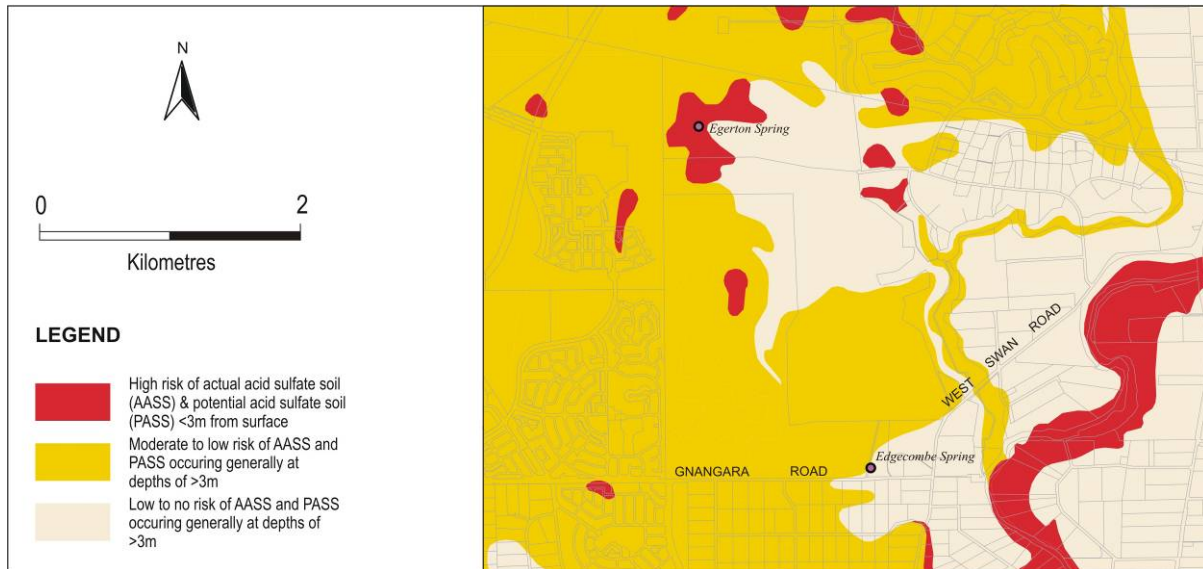 N
0 2
Kilometres
LEGEND
High risk of actual acid sulfate soil
(AASS) & potential acid sulfate soil
(PASS) <3m from surface
Moderate to low risk of AASS and
PASS occuring generally at
depths of >3m
Low to no risk of AASS and PASS
occuring generally at depths of
>3m
Egerton Spring
WEST SWAN ROAD
Edgecombe Spring
GNANGARA ROAD